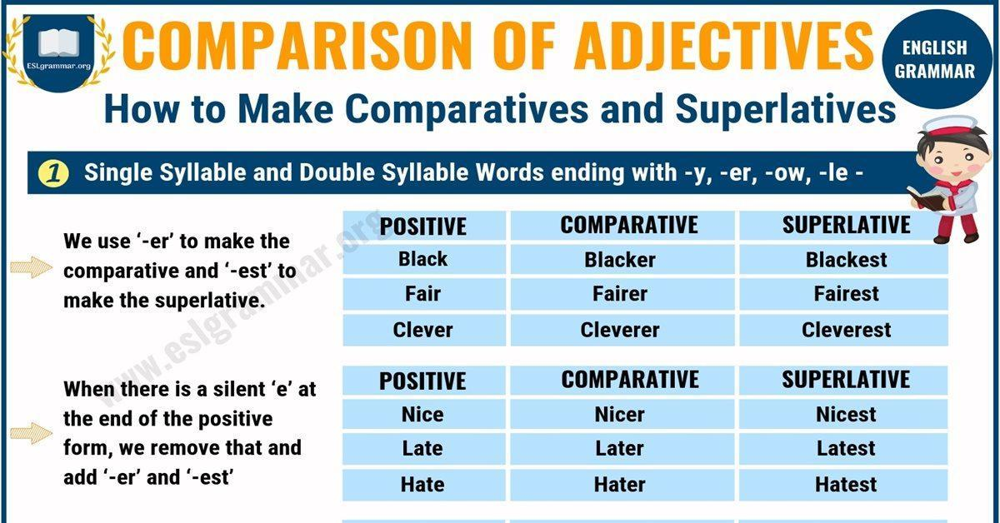 ESLgrammar.org
COMPARISON OF ADJECTIVES
ENGLISH
GRAMMAR
How to Make Comparatives and Superlatives
1 Single Syllable and Double Syllable Words ending with -y, -er, -ow, -le -
We use ‘-er’ to make the
comparative and ‘-est’ to
make the superlative.
POSITIVE COMPARATIVE SUPERLATIVE
Black Blacker Blackest
Fair Fairer Fairest
Clever Cleverer Cleverest
www.eslgrammar.org
When there is a silent ‘e’ at
the end of the positive
form, we remove that and
add ‘-er’ and ‘-est’
POSITIVE COMPARATIVE SUPERLATIVE
Nice Nicer Nicest
Late Later Latest
Hate Hater Hatest